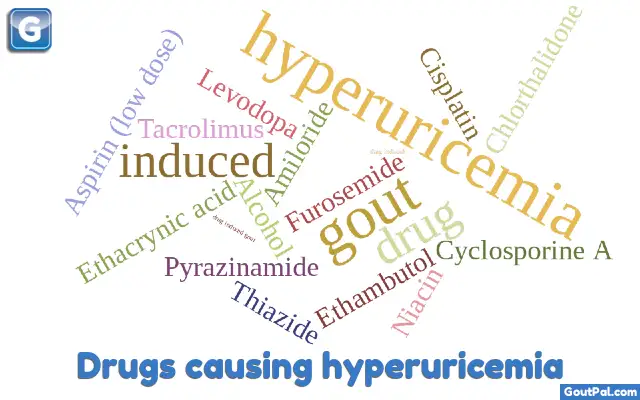 G
hyperuricemia
Chlorthalidone
Cisplatin
Aspirin (low dose)
Levodopa
Tacrolimus
Amiloride
induced
drug induced
Furosemide
Alcohol
gout
drug
Ethacrynic acid
drug induced gout
Cyclosporine A
Pyrazinamide
Ethambutol
Niacin
Thiazide
Drugs causing hyperuricemia
GoutPal.com